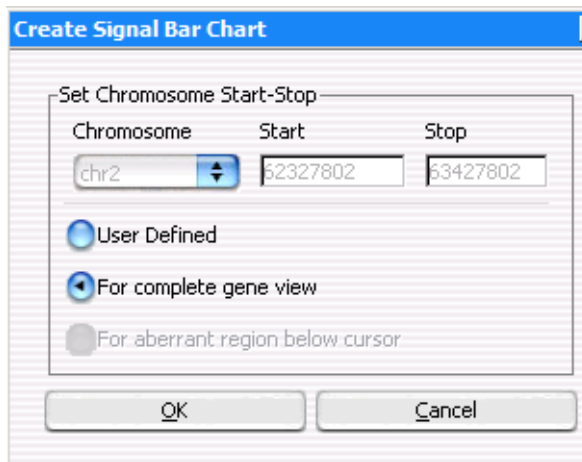 Create Signal Bar Chart
Set Chromosome Start-Stop
Chromosome Start Stop
chr2 62327802 63427802
User Defined
For complete gene view
For aberrant region below cursor
OK Cancel